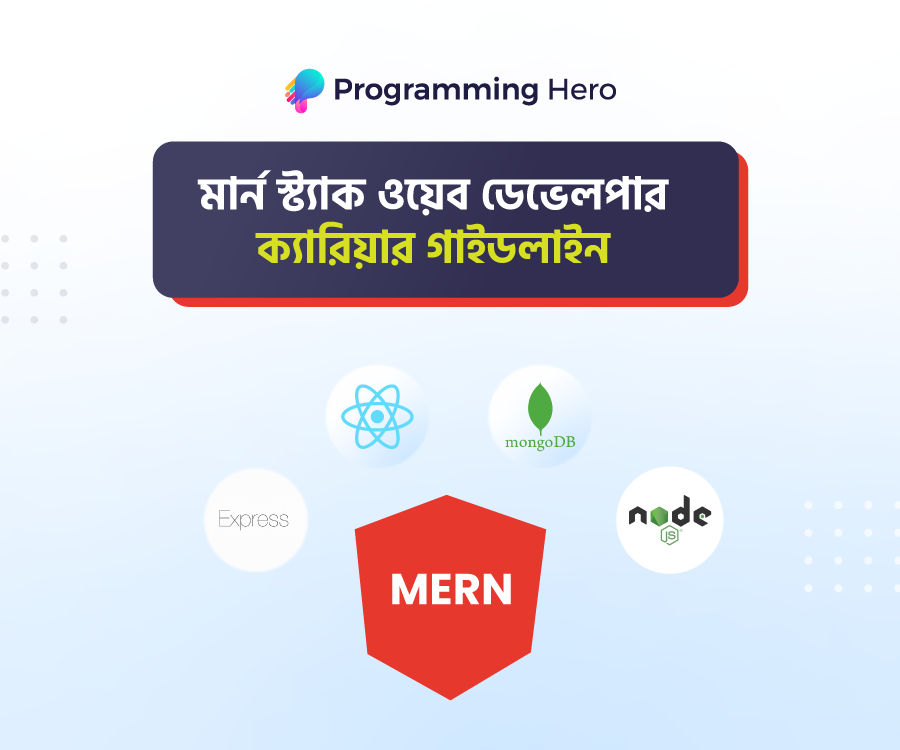 Programming Hero
মার্ন স্ট্যাক ওয়েব ডেভেলপার
ক্যারিয়ার গাইডলাইন
mongoDB
Express
node
JS
MERN